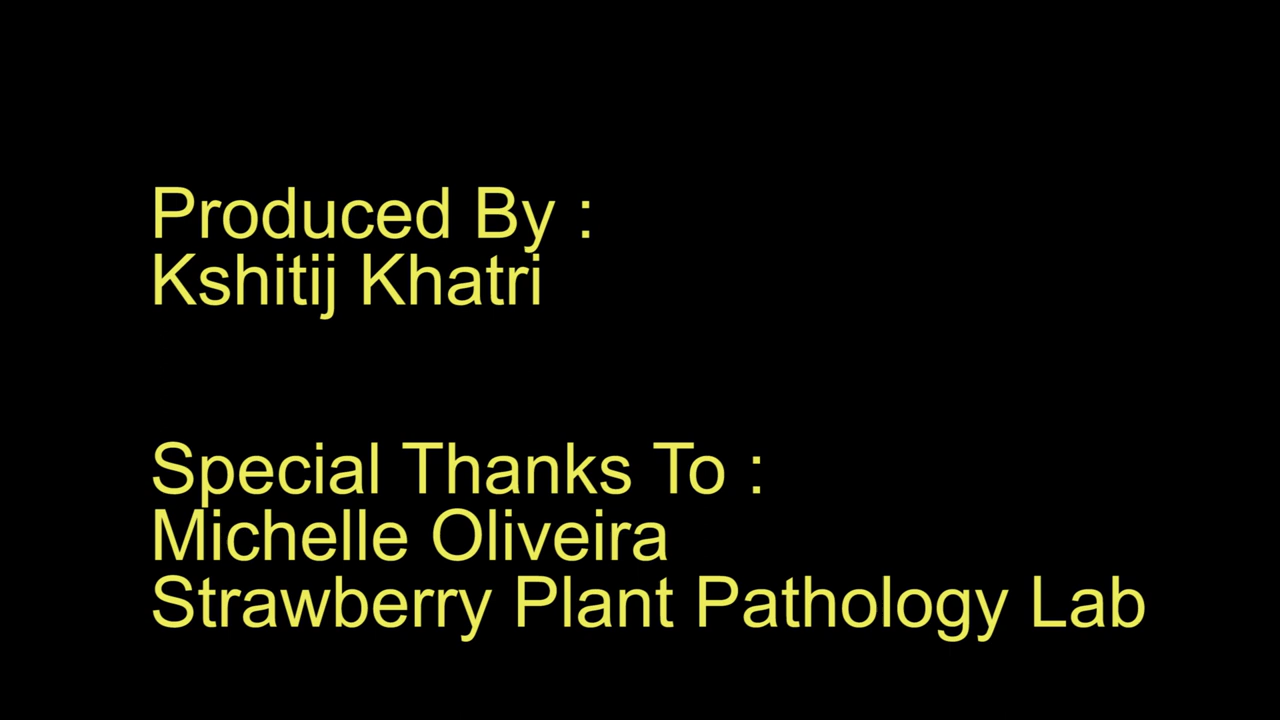 Produced By :
Kshitij Khatri
Special Thanks To :
Michelle Oliveira
Strawberry Plant Pathology Lab